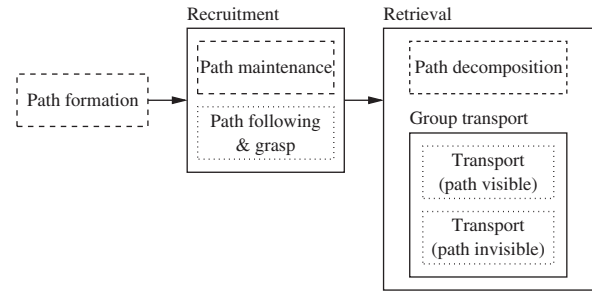 Path formation
Recruitment
Path maintenance
Path following
& grasp
Retrieval
Path decomposition
Group transport
Transport
(path visible)
Transport
(path invisible)